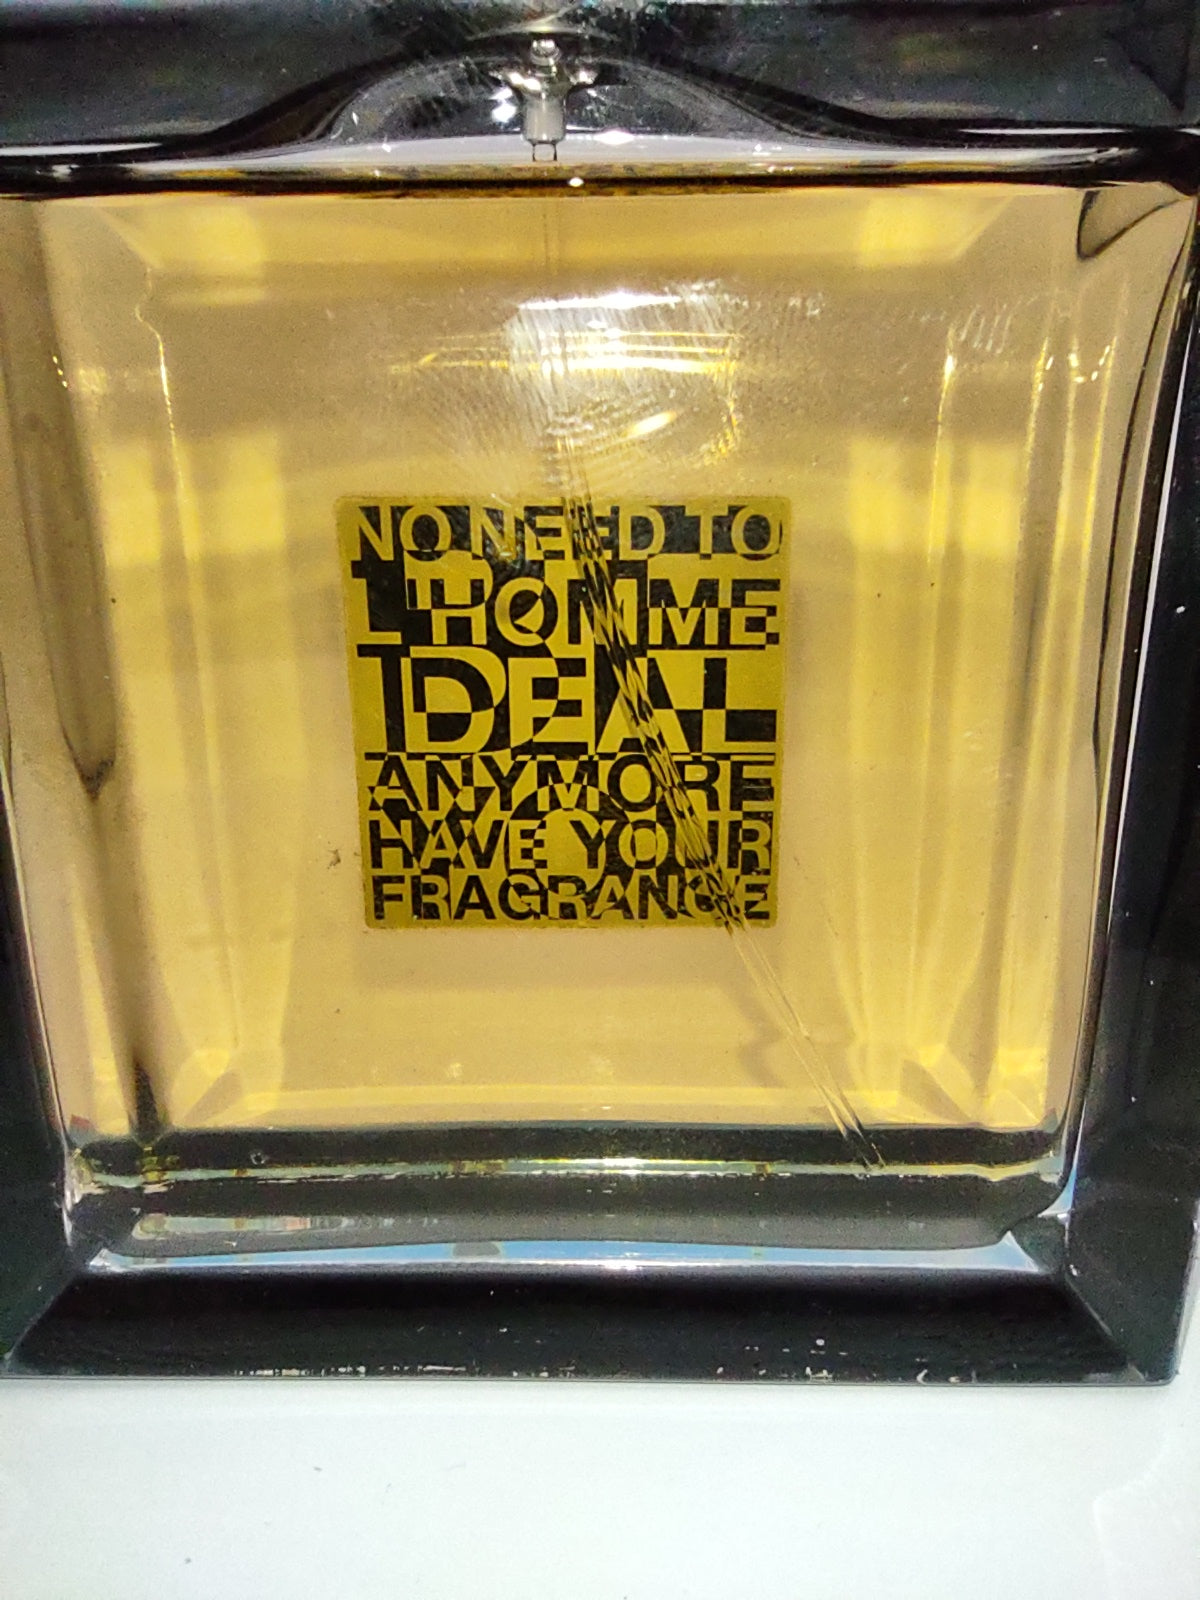 NO NEED TO
L'HOMME
IDEAL
ANYMORE
HAVE YOUR
FRAGRANCE